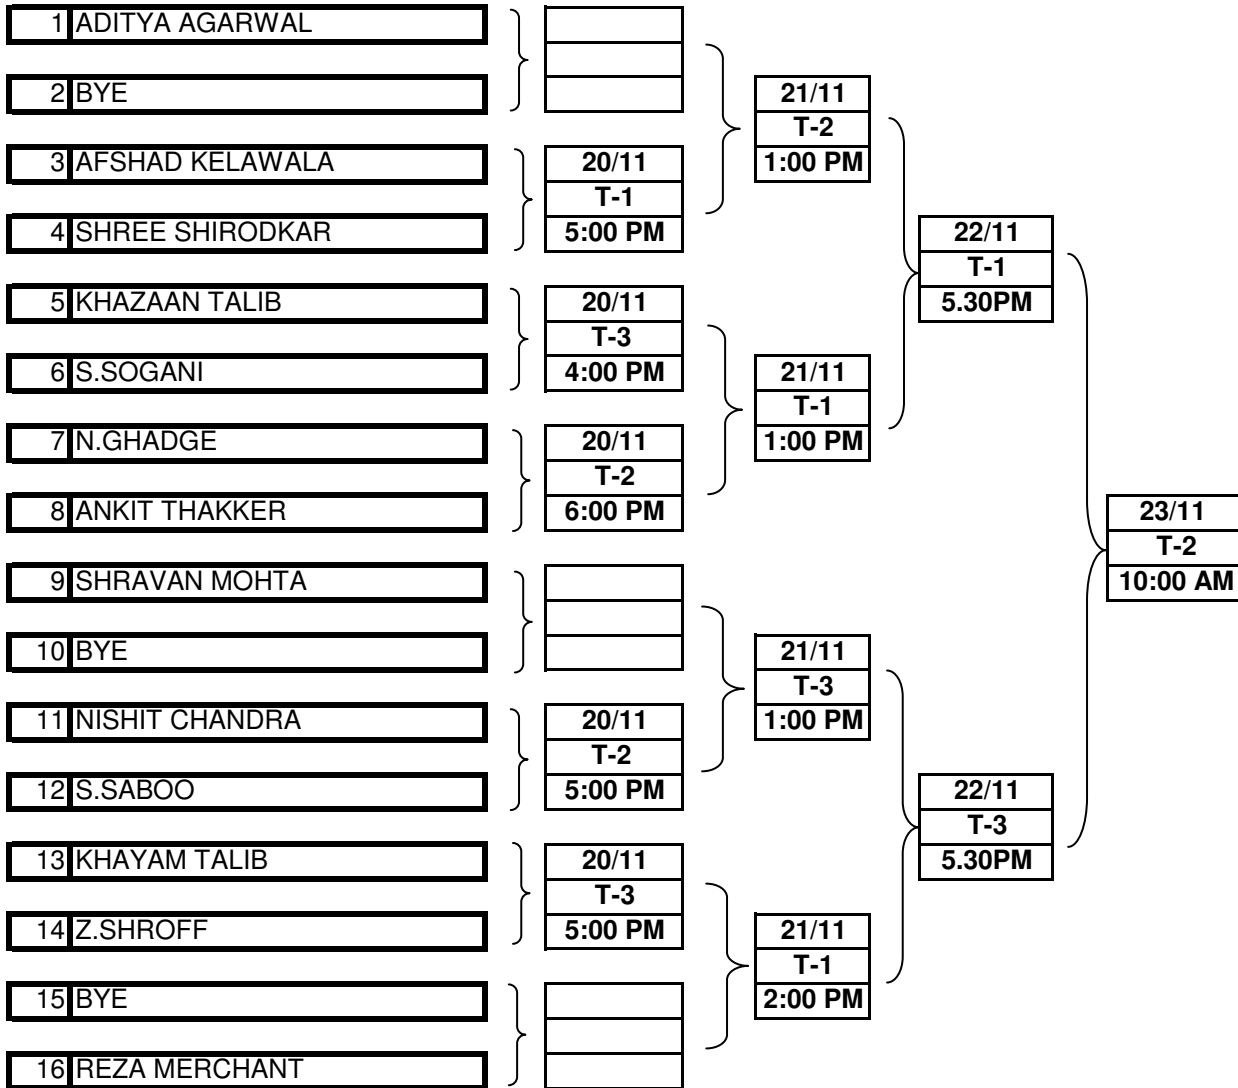 1 ADITYA AGARWAL
2 BYE
21/11
T-2
3 AFSHAD KELAWALA
20/11
1:00 PM
T-1
4 SHREE SHIRODKAR
5:00 PM
22/11
T-1
5 KHAZAAN TALIB
20/11
5.30PM
T-3
6 S.SOGANI
4:00 PM
21/11
T-1
7 N.GHADGE
20/11
1:00 PM
T-2
8 ANKIT THAKKER
6:00 PM
23/11
T-2
9 SHRAVAN MOHTA
10:00 AM
10 BYE
21/11
T-3
11 NISHIT CHANDRA
20/11
1:00 PM
T-2
12 S.SABOO
5:00 PM
22/11
T-3
13 KHAYAM TALIB
20/11
5.30PM
T-3
14 Z.SHROFF
5:00 PM
21/11
T-1
15 BYE
2:00 PM
16 REZA MERCHANT